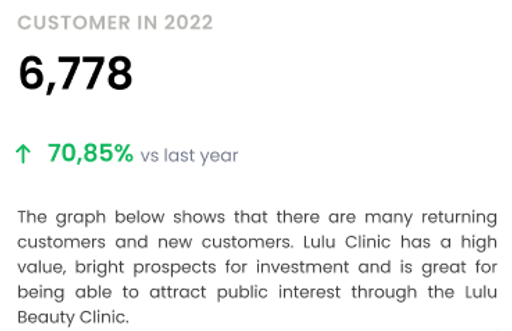 CUSTOMER IN 2022
6,778
↑ 70,85% vs last year
The graph below shows that there are many returning
customers and new customers. Lulu Clinic has a high
value, bright prospects for investment and is great for
being able to attract public interest through the Lulu
Beauty Clinic.